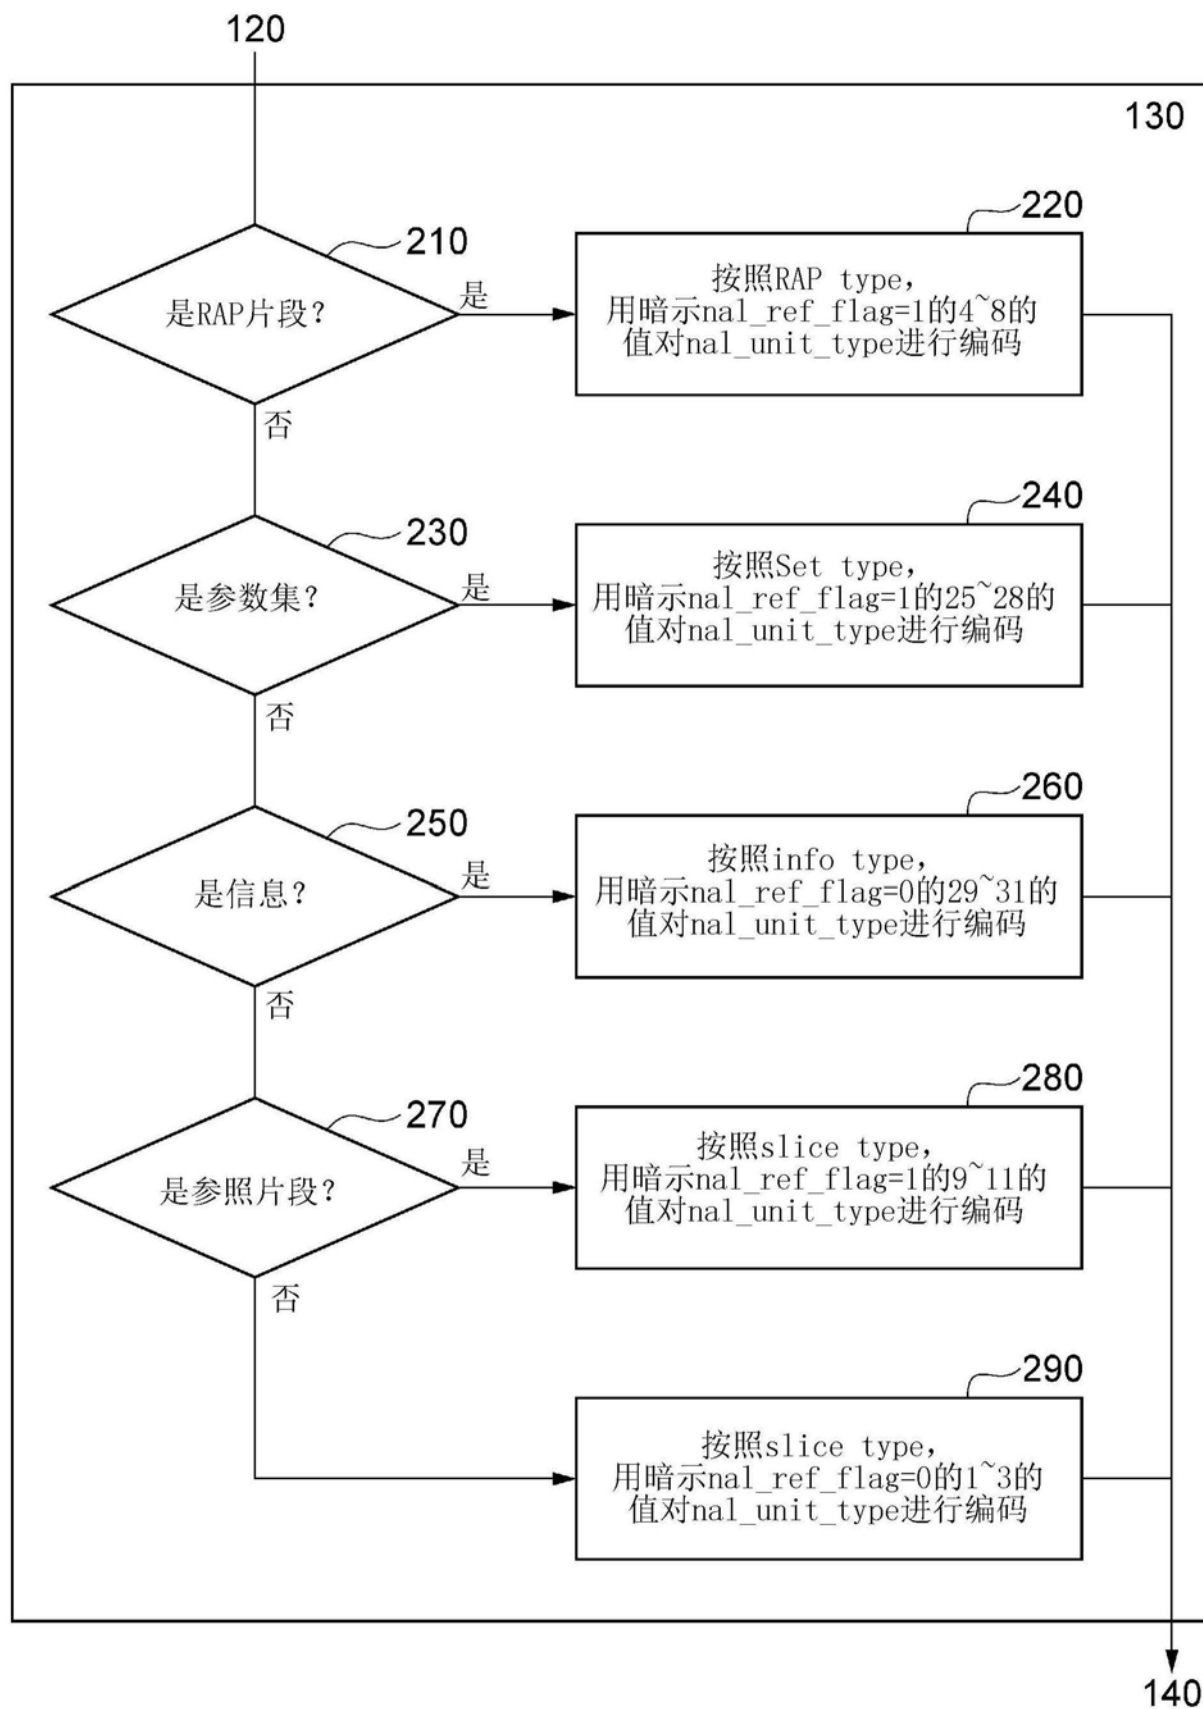 120
130
220
210
按照RAP type,
是
是RAP片段?
用暗示nal_ref_flag=1的4~8的
值对nal_unit_type进行编码
否
240
230
按照Set type,
是
是参数集?
用暗示nal_ref_flag=1的25~28的
值对nal_unit_type进行编码
否
260
250
按照info type,
是
是信息?
用暗示nal_ref_flag=0的29~31的
值对nal_unit_type进行编码
否
280
270
按照slice type,
是
是参照片段?
用暗示nal_ref_flag=1的9~11的
值对nal_unit_type进行编码
否
290
按照slice type,
用暗示nal_ref_flag=0的1~3的
值对nal_unit_type进行编码
140